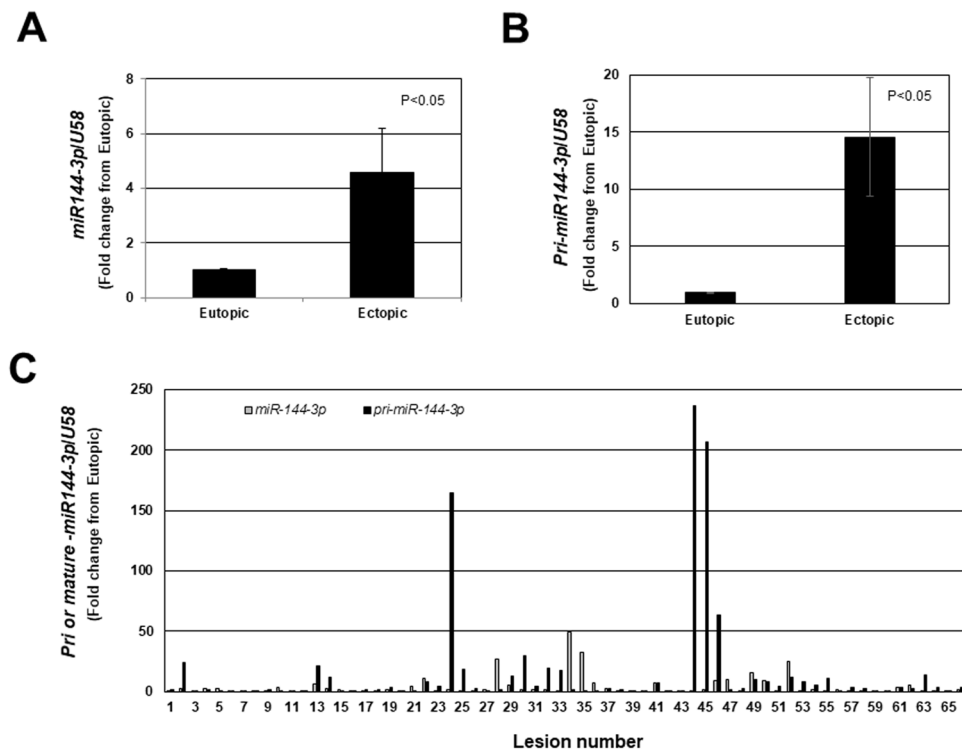 A
miR144-3p/U58
(Fold change from Eutopic)
8
6
4
2
0
P<0.05
Eutopic Ectopic
B
Pri-miR144-3p/U58
(Fold change from Eutopic)
20
15
10
5
0
P<0.05
Eutopic Ectopic
C
Pri or mature -miR144-3p/U58
(Fold change from Eutopic)
250
200
150
100
50
0
miR-144-3p pri-miR-144-3p
1 3 5 7 9 11 13 15 17 19 21 23 25 27 29 31 33 35 37 39 41 43 45 47 49 51 53 55 57 59 61 63 65
Lesion number